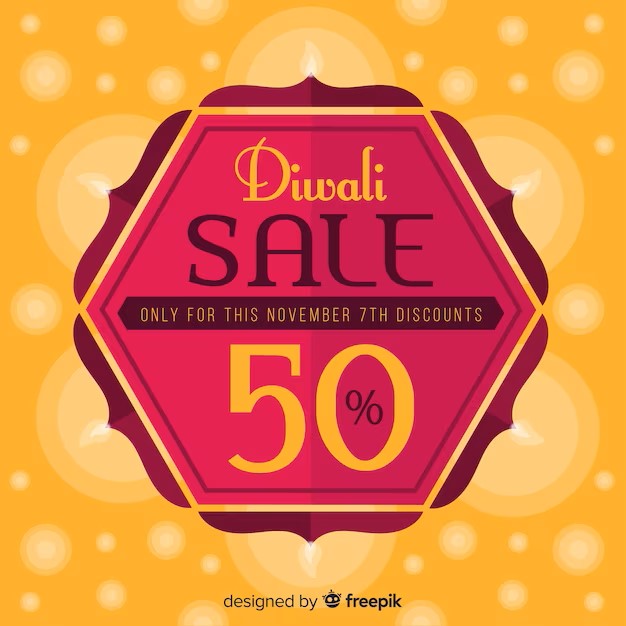 Diwali
SALE
ONLY FOR THIS NOVEMBER 7TH DISCOUNTS
50%
designed by freepik